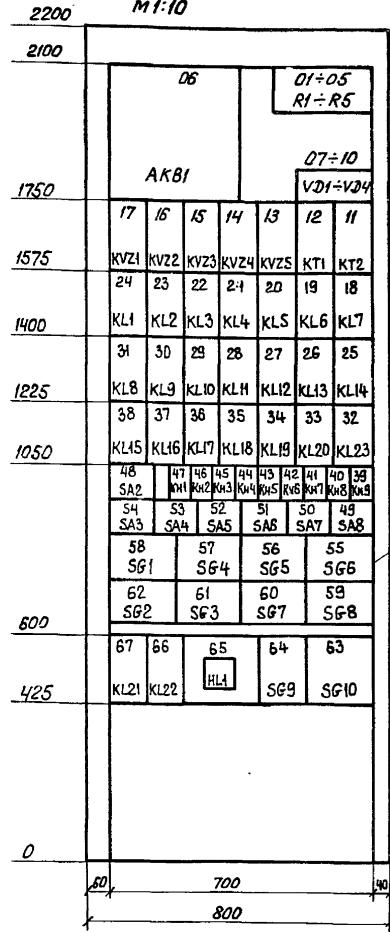 М1:10
2200
2100
06
01÷05
R1÷R5
АКВ1
07÷10
VD1÷VD4
1750
17 16 15 14 13 12 11
KVZ1 KVZ2 KVZ3 KVZ4 KVZ5 KT1 KT2
1575
24 23 22 21 20 19 18
KL1 KL2 KL3 KL4 KL5 KL6 KL7
1400
31 30 29 28 27 26 25
KL8 KL9 KL10 KL11 KL12 KL13 KL14
1225
38 37 36 35 34 33 32
KL15 KL16 KL17 KL18 KL19 KL20 KL23
1050
48 47 46 45 44 43 42 41 40 39
SA2 KH1 KH2 KH3 KH4 KH5 KH7 KH8 KH9
54 53 52 51 50 49
SA3 SA4 SA5 SA6 SA7 SA8
58 57 56 55
SG1 SG4 SG5 SG6
62 61 60 59
SG2 SG3 SG7 SG8
600
67 66 65 64 63
KL21 KL22 HL1 SG9 SG10
425
0
60 700 40
800